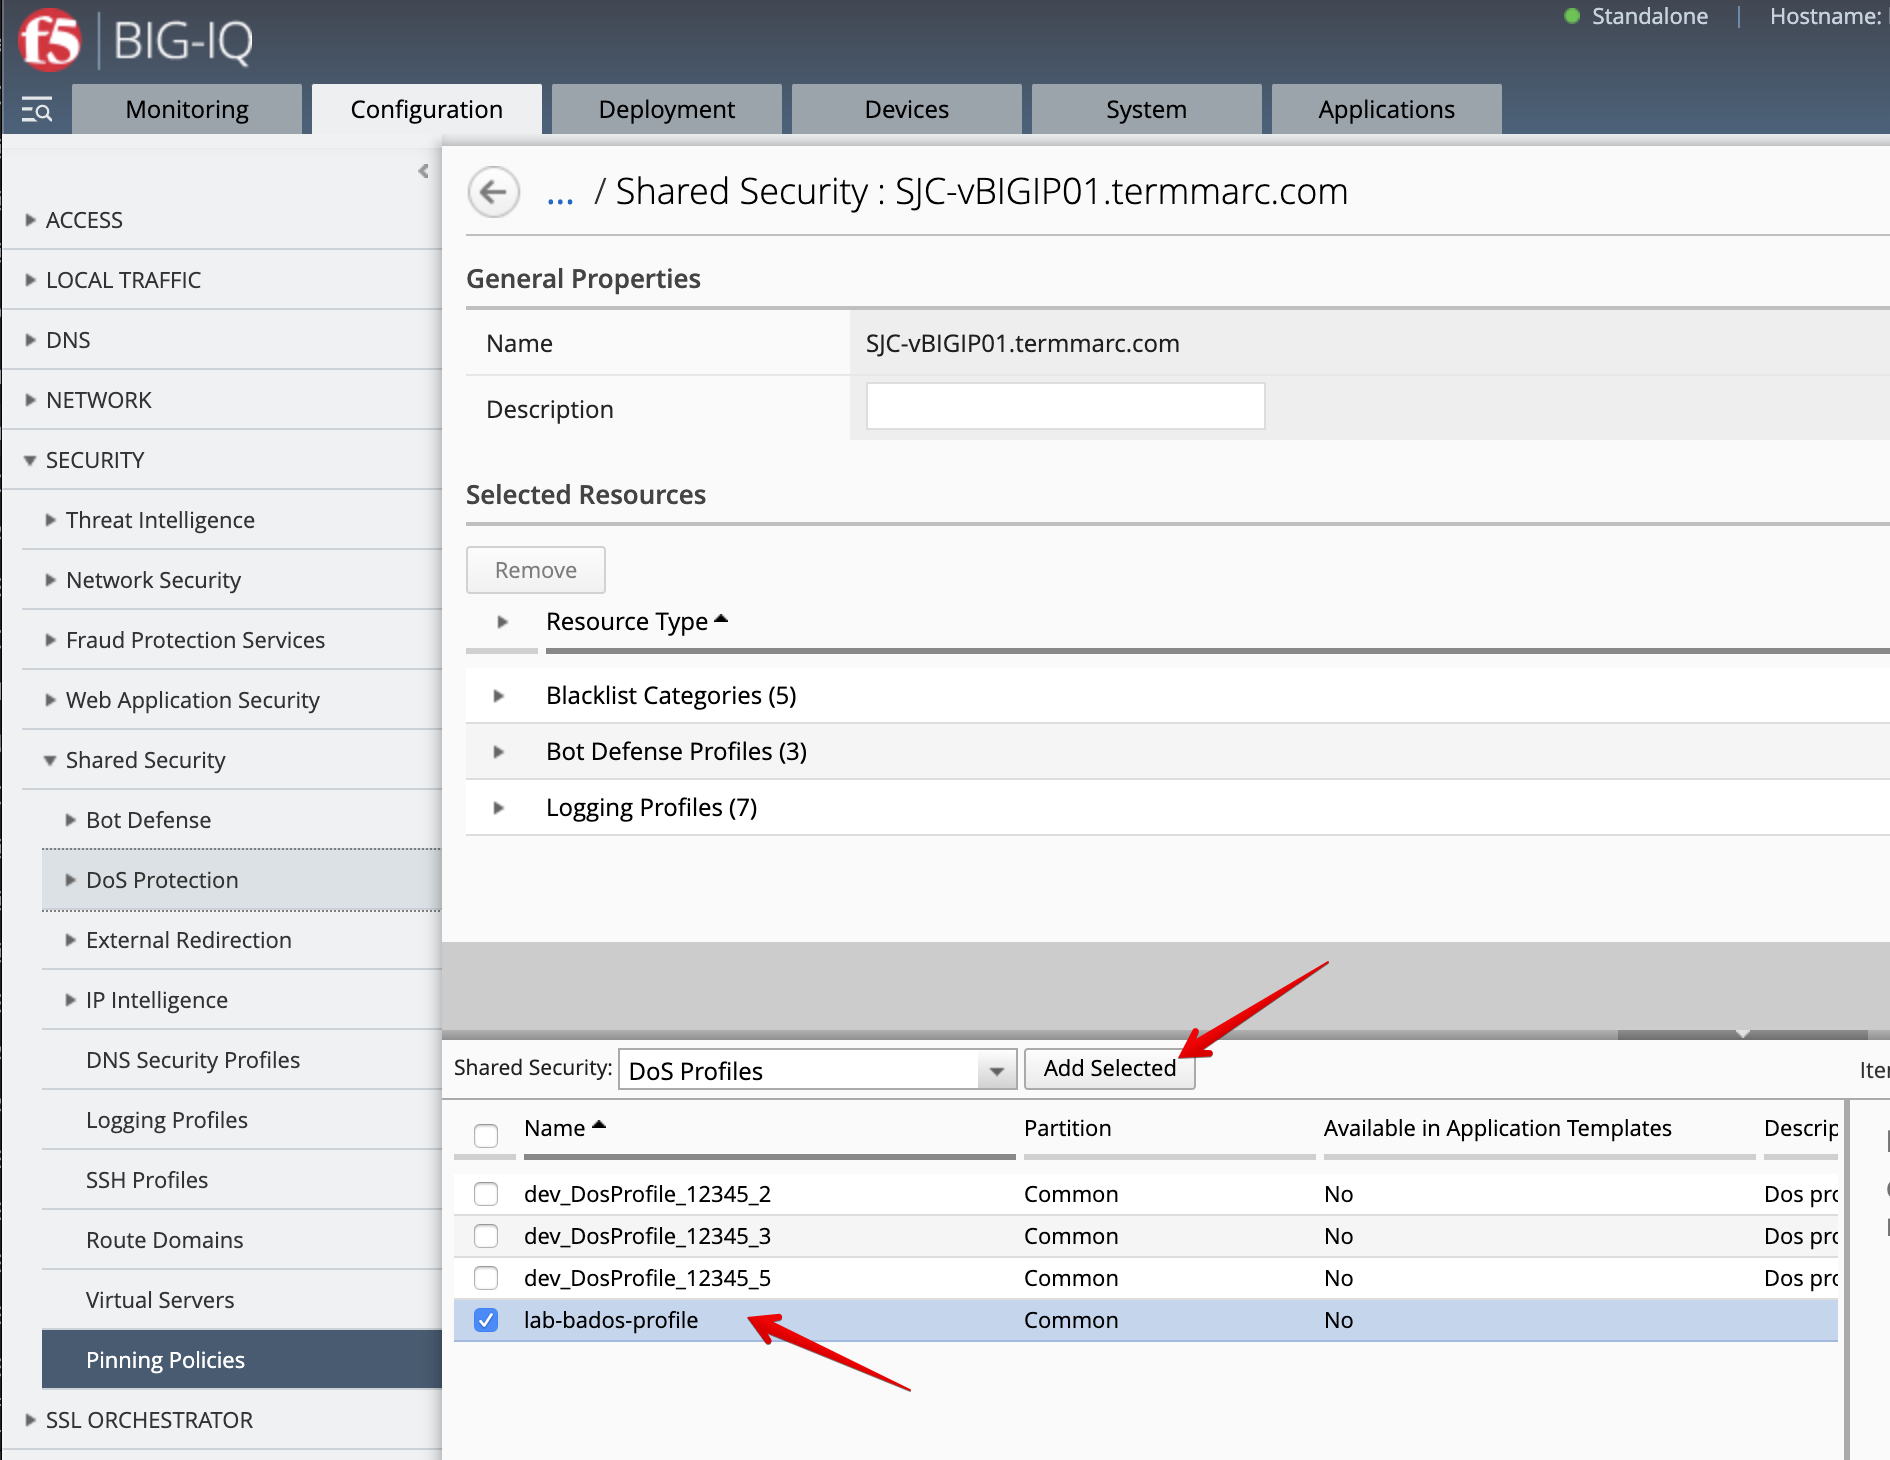 f5 BIG-IQ
Standalone | Hostname:
Monitoring Configuration Deployment Devices System Applications
ACCESS
LOCAL TRAFFIC
DNS
NETWORK
SECURITY
Threat Intelligence
Network Security
Fraud Protection Services
Web Application Security
Shared Security
Bot Defense
DoS Protection
External Redirection
IP Intelligence
DNS Security Profiles
Logging Profiles
SSH Profiles
Route Domains
Virtual Servers
Pinning Policies
SSL ORCHESTRATOR
... / Shared Security : SJC-vBIGIP01.termmarc.com
General Properties
Name SJC-vBIGIP01.termmarc.com
Description
Selected Resources
Remove
Resource Type
Blacklist Categories (5)
Bot Defense Profiles (3)
Logging Profiles (7)
Shared Security: DoS Profiles Add Selected Iter
Name Partition Available in Application Templates Descrip
dev_DosProfile_12345_2 Common No Dos pro
dev_DosProfile_12345_3 Common No Dos pro
dev_DosProfile_12345_5 Common No Dos pro
lab-bados-profile Common No